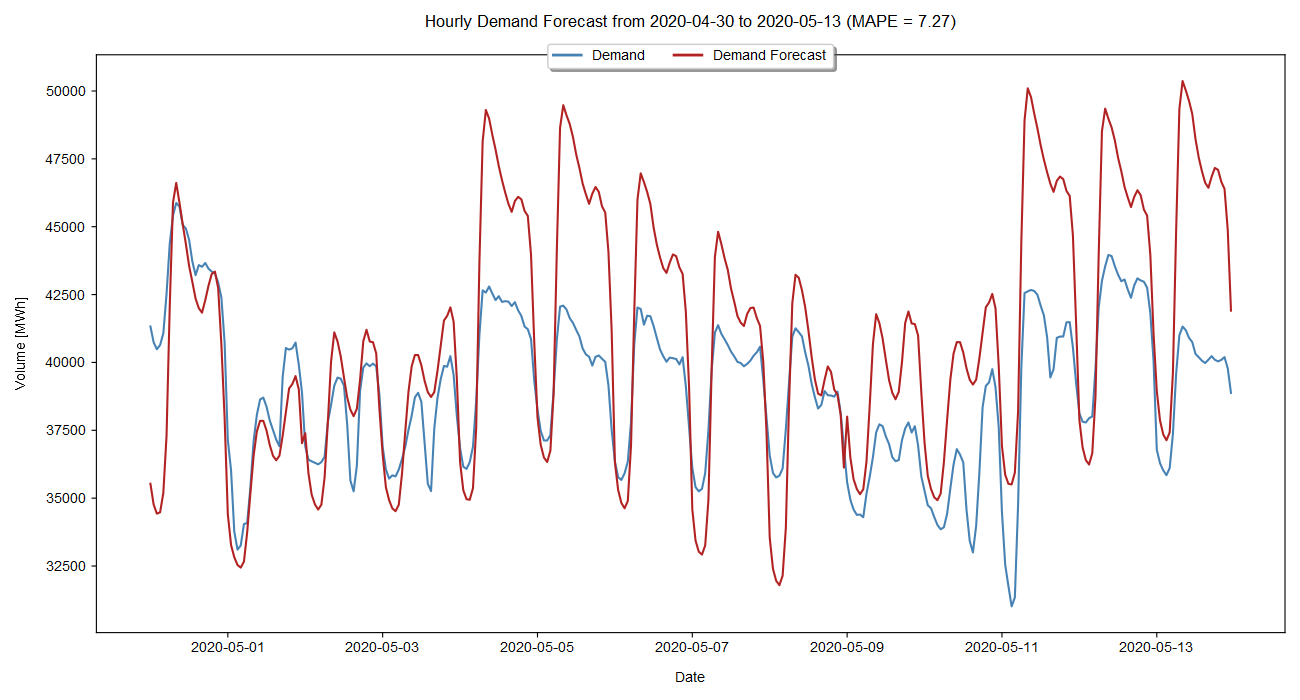 Hourly Demand Forecast from 2020-04-30 to 2020-05-13 (MAPE = 7.27)
Demand Demand Forecast
50000
47500
45000
42500
40000
37500
35000
32500
Volume [MWh]
2020-05-01 2020-05-03 2020-05-05 2020-05-07 2020-05-09 2020-05-11 2020-05-13
Date